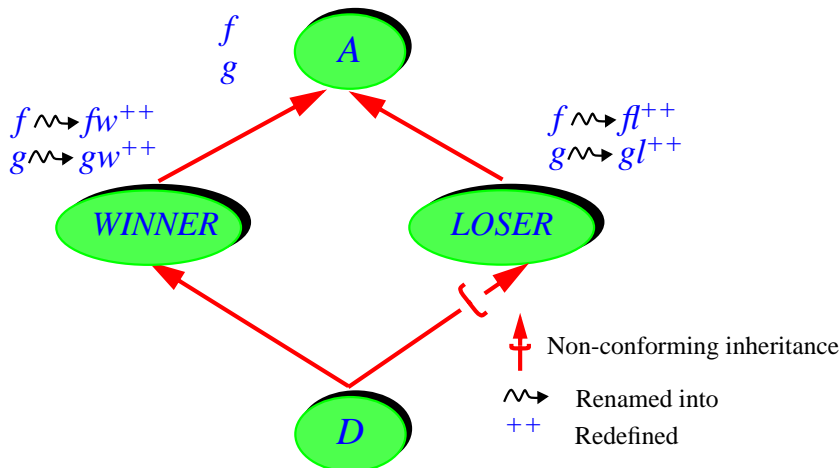 f
g
A
f fw++
g gw++
f fl++
g gl++
WINNER
LOSER
Non-conforming inheritance
Renamed into
++ Redefined
D